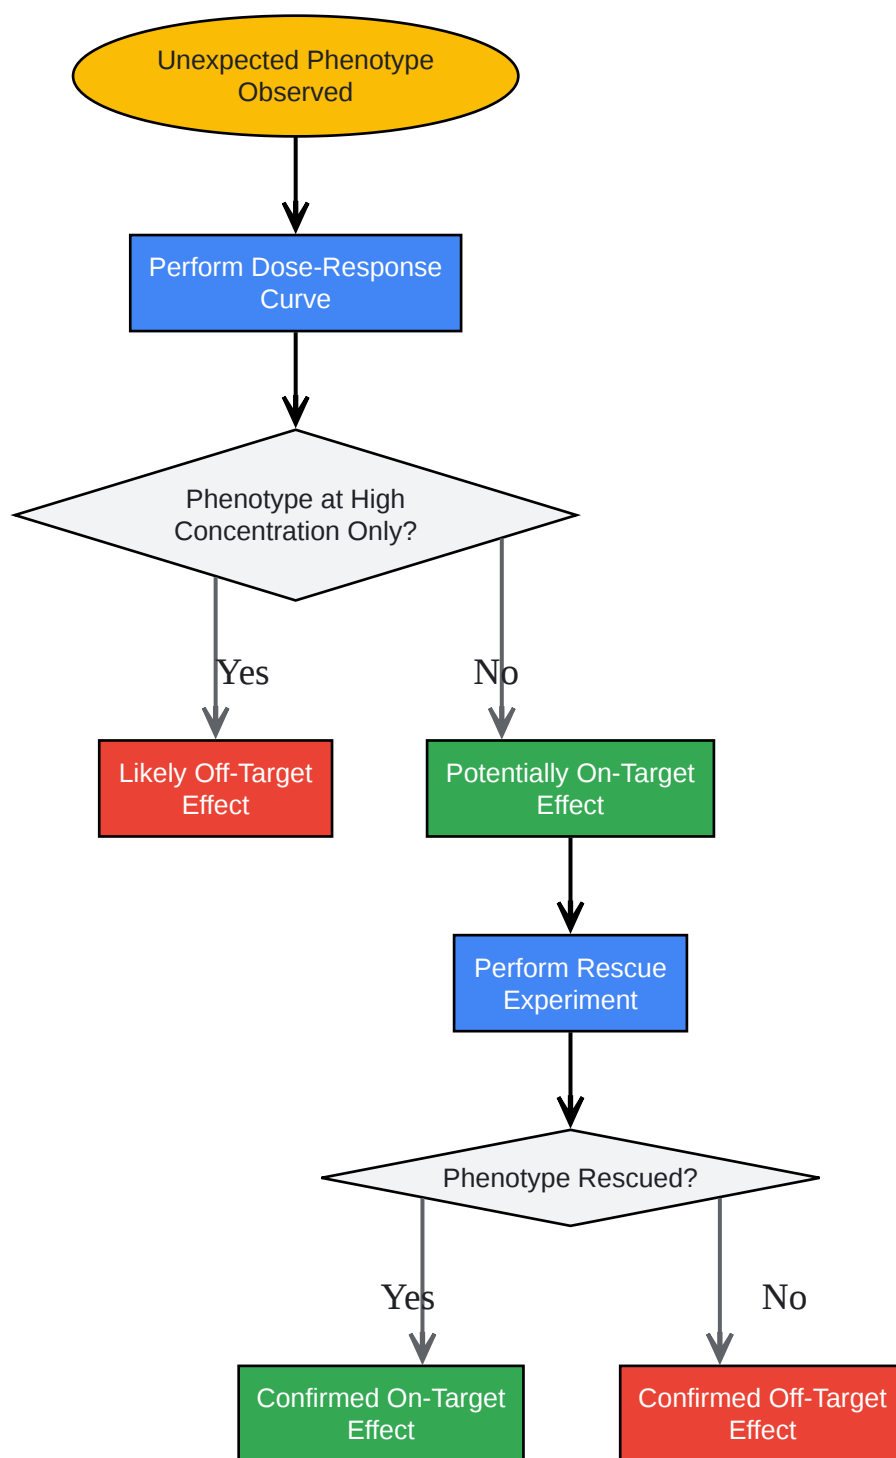 Unexpected Phenotype
Observed
Perform Dose-Response
Curve
Phenotype at High
Concentration Only?
Yes
No
Likely Off-Target
Effect
Potentially On-Target
Effect
Perform Rescue
Experiment
Phenotype Rescued?
Yes
No
Confirmed On-Target
Effect
Confirmed Off-Target
Effect